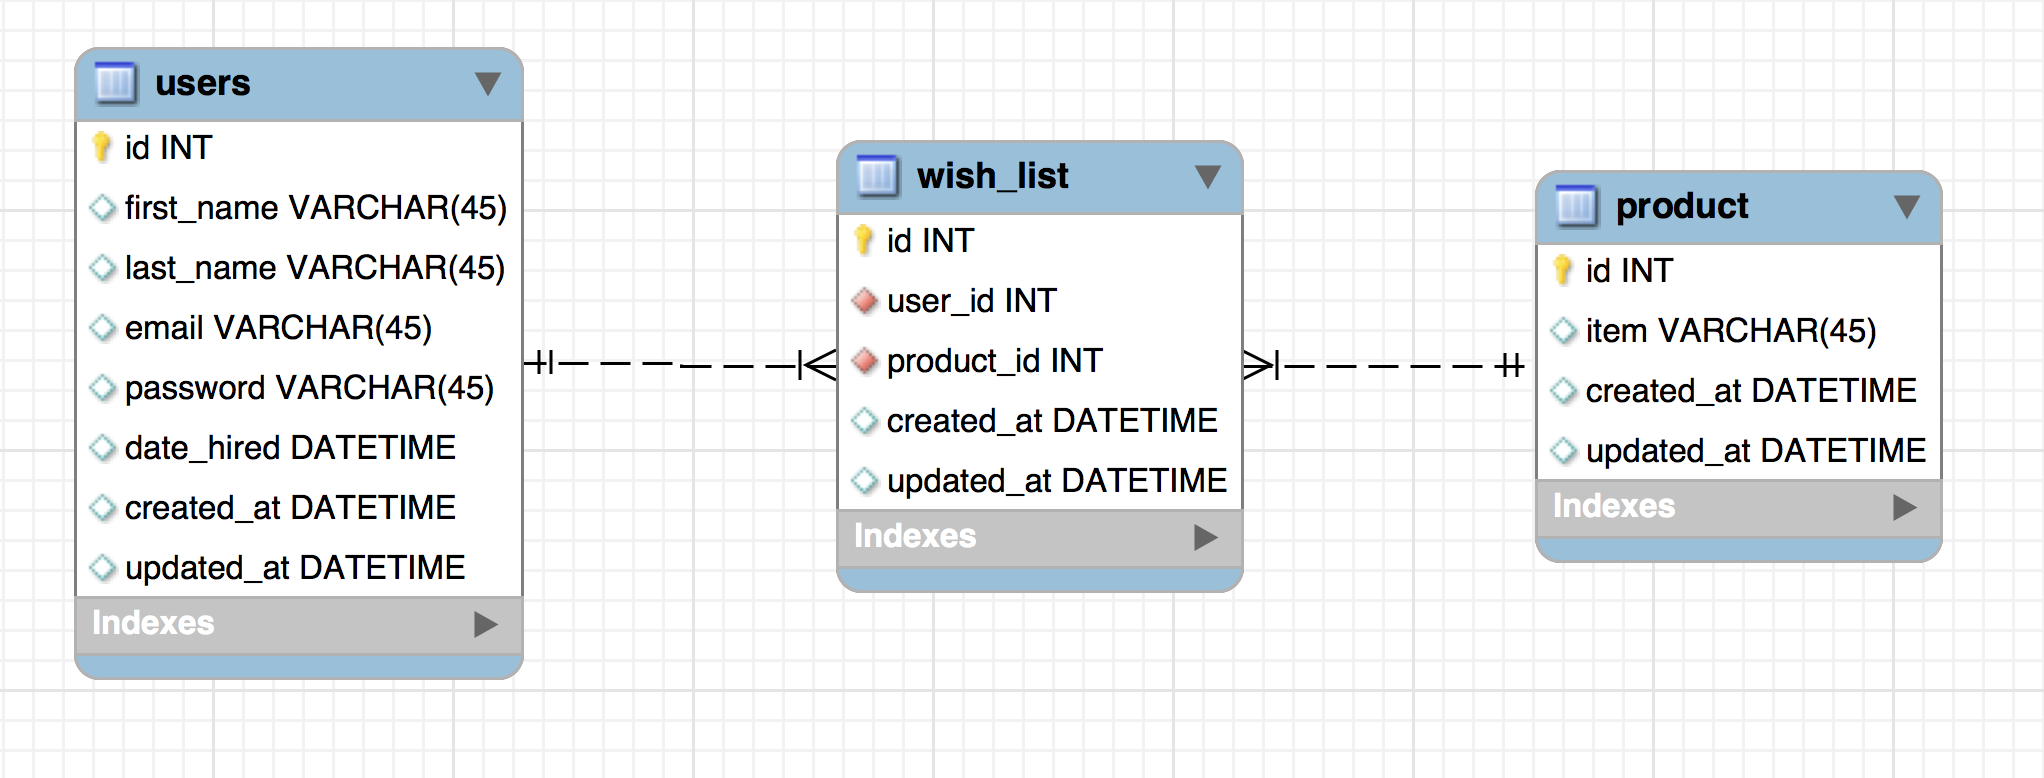 users
id INT
first_name VARCHAR(45)
last_name VARCHAR(45)
email VARCHAR(45)
password VARCHAR(45)
date_hired DATETIME
created_at DATETIME
updated_at DATETIME
Indexes
wish_list
id INT
user_id INT
product_id INT
created_at DATETIME
updated_at DATETIME
Indexes
product
id INT
item VARCHAR(45)
created_at DATETIME
updated_at DATETIME
Indexes